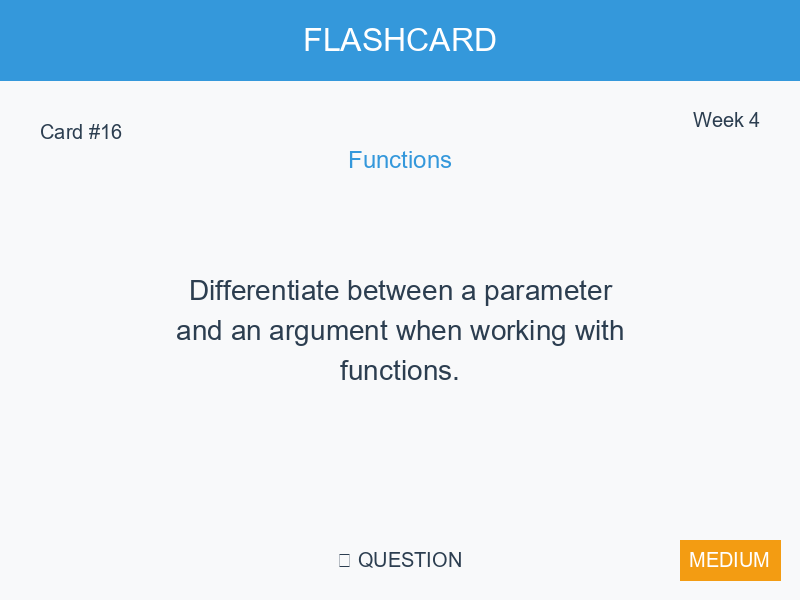 FLASHCARD
Card #16
Week 4
Functions
Differentiate between a parameter
and an argument when working with
functions.
QUESTION
MEDIUM